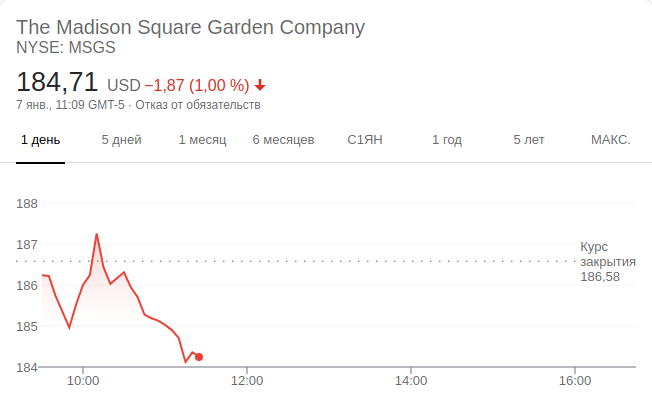 The Madison Square Garden Company
NYSE: MSGS
184,71 USD −1,87 (1,00 %)
7 янв., 11:09 GMT-5 · Отказ от обязательств
1 день 5 дней 1 месяц 6 месяцев С1ЯН 1 год 5 лет МАКС.
188
187
Курс
закрытия
186,58
186
185
184
10:00 12:00 14:00 16:00